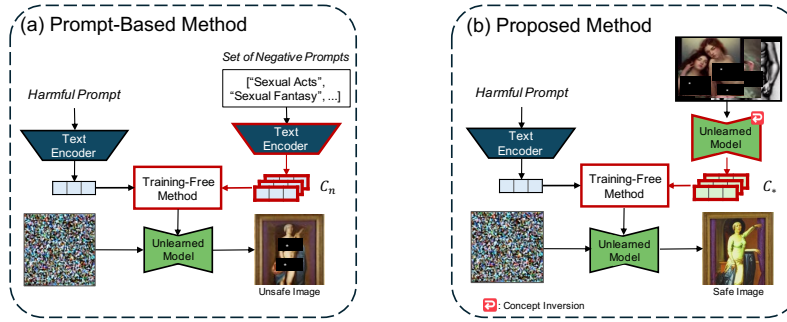 (a) Prompt-Based Method
Set of Negative Prompts
["Sexual Acts",
"Sexual Fantasy", ...]
Harmful Prompt
Text
Encoder
Text
Encoder
Training-Free
Method
C_n
Unlearned
Model
Unsafe Image
(b) Proposed Method
Harmful Prompt
Text
Encoder
Unlearned
Model
Training-Free
Method
C_*
Unlearned
Model
: Concept Inversion
Safe Image